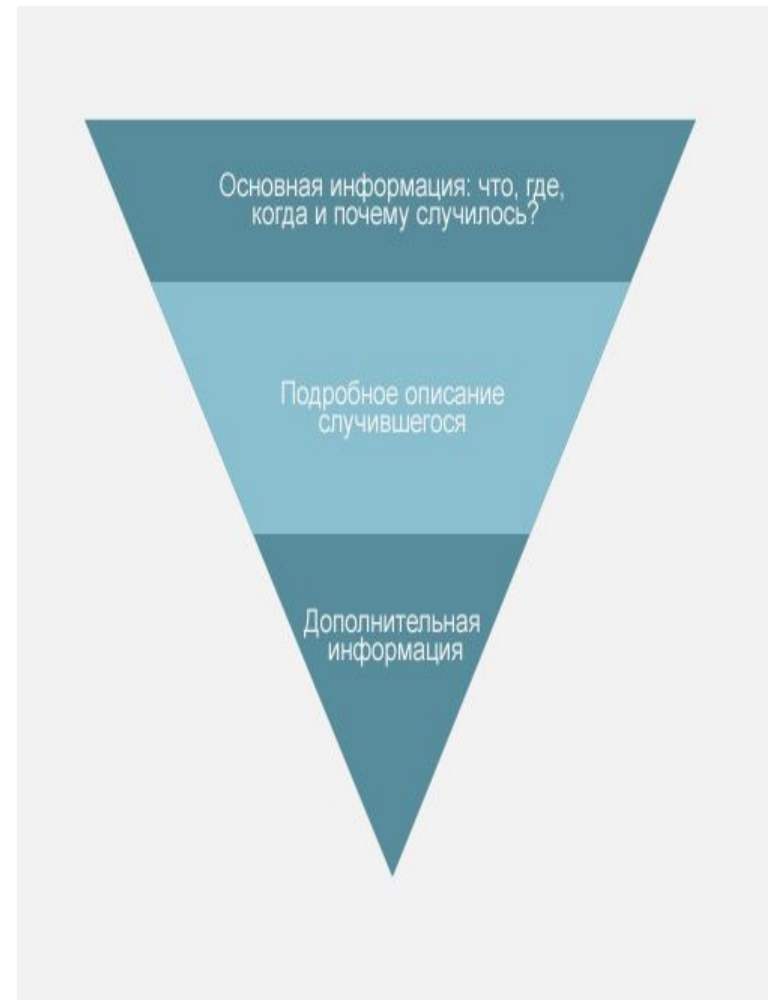 Основная информация: что, где,
когда и почему случилось?
Подробное описание
случившегося
Дополнительная
информация